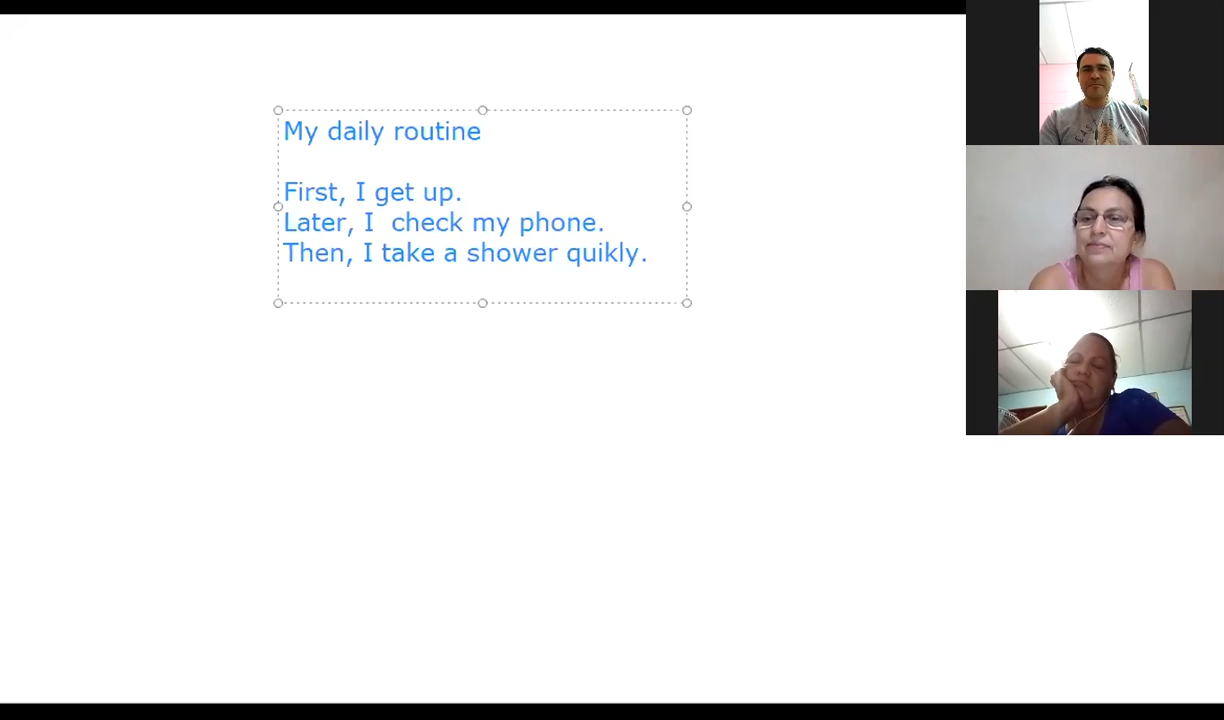 My daily routine
First, I get up.
Later, I  check my phone.
Then, I take a shower quikly.